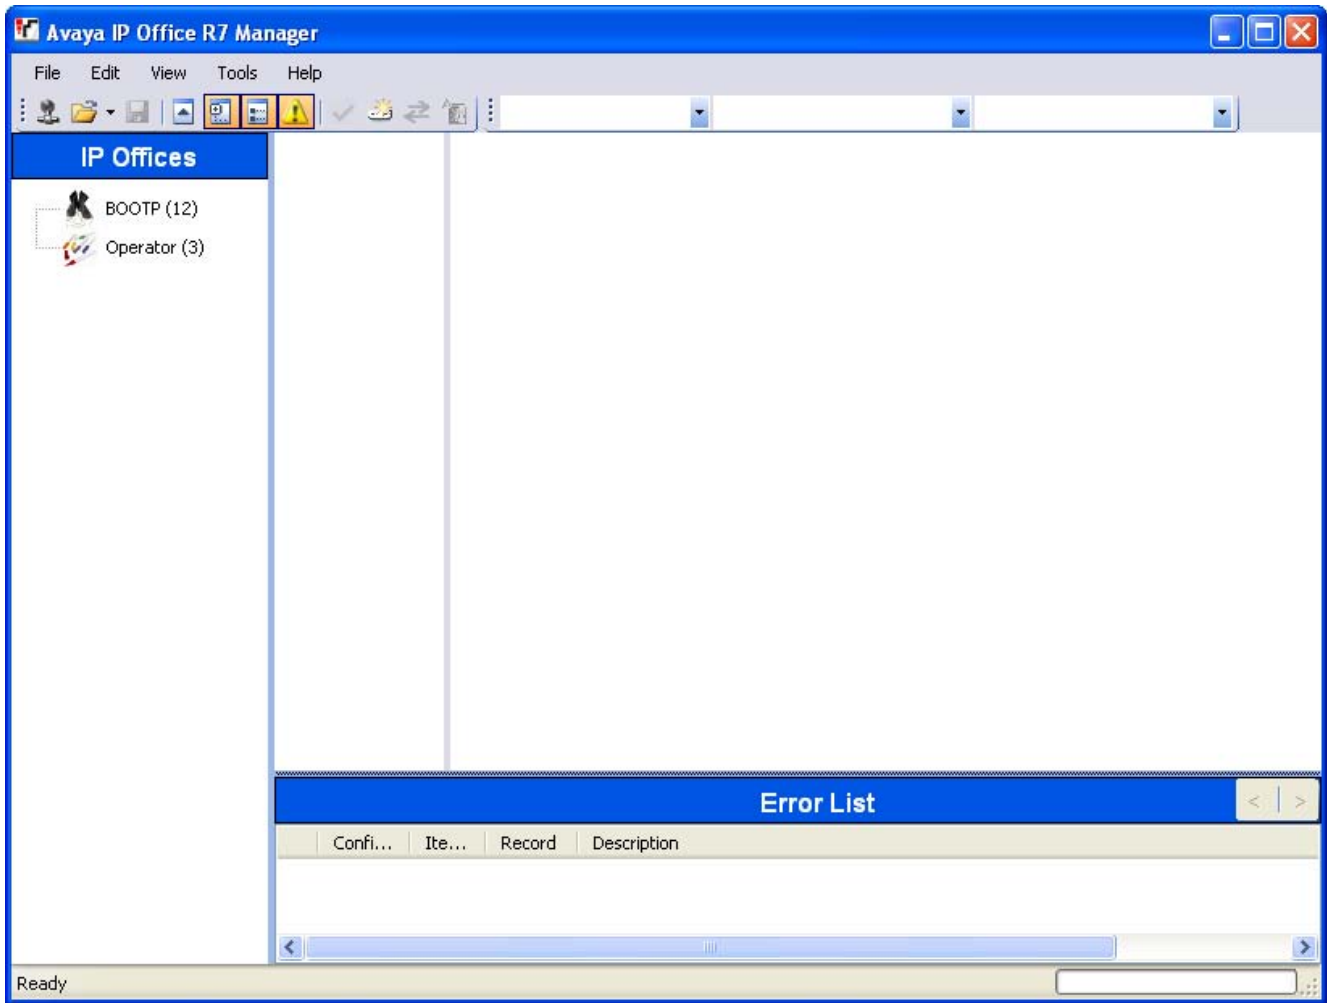 Avaya IP Office R7 Manager
File Edit View Tools Help
IP Offices
BOOTP (12)
Operator (3)
Error List
< | >
Confi... Ite... Record Description
Ready